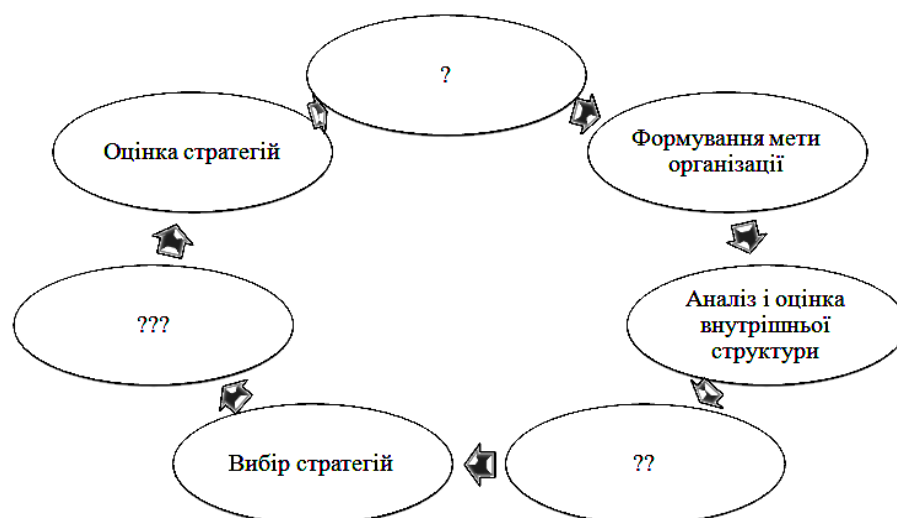 ?
Формування мети
організації
Аналіз і оцінка
внутрішньої
структури
??
Вибір стратегій
???
Оцінка стратегій